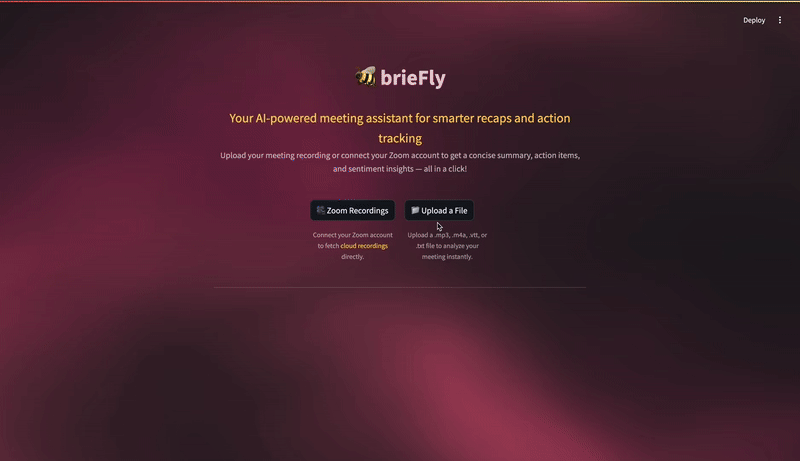 Deploy
brieFly
Your AI-powered meeting assistant for smarter recaps and action
tracking
Upload your meeting recording or connect your Zoom account to get a concise summary, action items,
and sentiment insights — all in a click!
Zoom Recordings
Upload a File
Connect your Zoom account
to fetch cloud recordings
directly.
Upload a .mp3, .m4a, .vtt, or
.txt file to analyze your
meeting instantly.